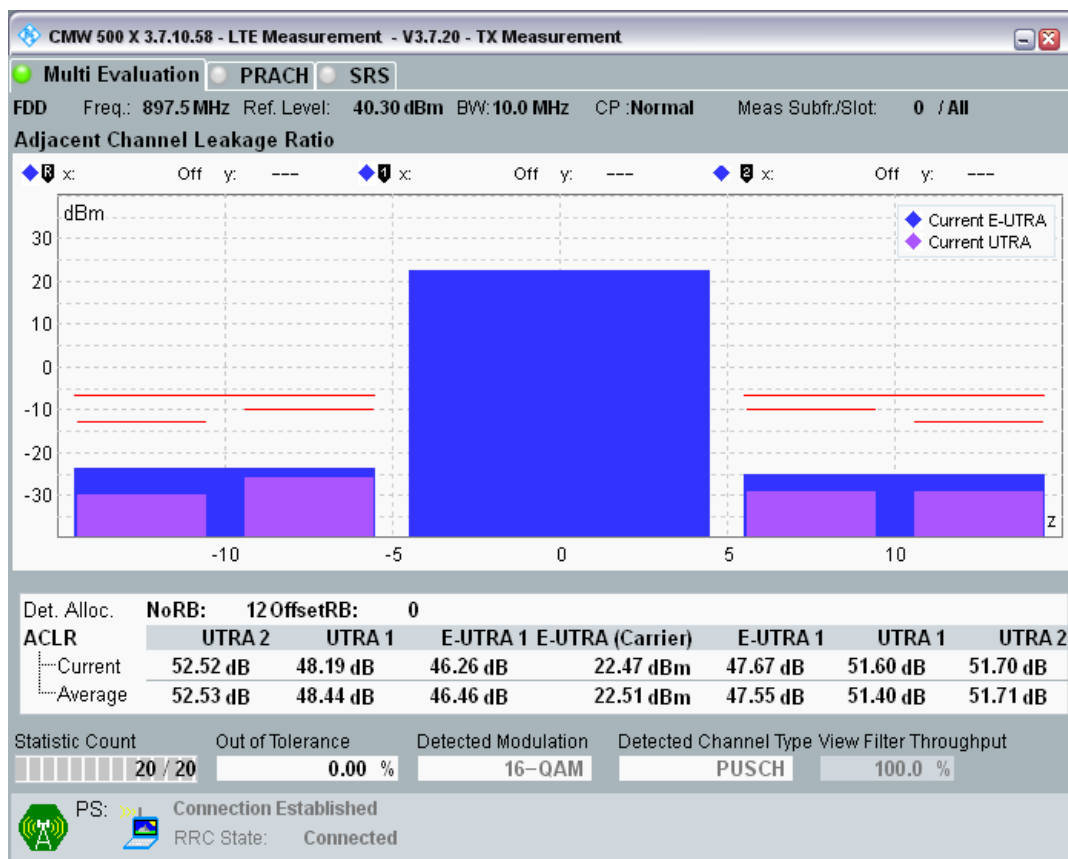 CMW 500 X 3.7.10.58 - LTE Measurement - V3.7.20 - TX Measurement
Multi Evaluation PRACH SRS
FDD Freq.: 897.5 MHz Ref. Level: 40.30 dBm BW: 10.0 MHz CP :Normal Meas Subfr./Slot: 0 / All
Adjacent Channel Leakage Ratio
R x: Off y: --- 1 x: Off y: --- 2 x: Off y: ---
dBm
Current E-UTRA
Current UTRA
30
20
10
0
-10
-20
-30
z
-10 -5 0 5 10
Det. Alloc. NoRB: 12 OffsetRB: 0
ACLR UTRA 2 UTRA 1 E-UTRA 1 E-UTRA (Carrier) E-UTRA 1 UTRA 1 UTRA 2
Current 52.52 dB 48.19 dB 46.26 dB 22.47 dBm 47.67 dB 51.60 dB 51.70 dB
Average 52.53 dB 48.44 dB 46.46 dB 22.51 dBm 47.55 dB 51.40 dB 51.71 dB
Statistic Count Out of Tolerance Detected Modulation Detected Channel Type View Filter Throughput
20 / 20 0.00 % 16-QAM PUSCH 100.0 %
PS: Connection Established
RRC State: Connected